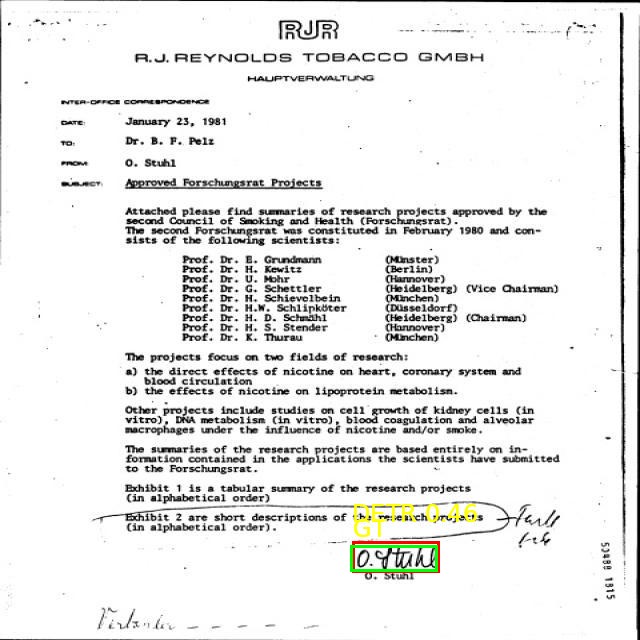 RJR
R.J. REYNOLDS TOBACCO GMBH
HAUPTVERWALTUNG
INTER-OFFICE CORRESPONDENCE
DATE: January 23, 1981
TO: Dr. B. F. Pelz
FROM: O. Stuhl
SUBJECT: Approved Forschungsrat Projects
Attached please find summaries of research projects approved by the
second Council of Smoking and Health (Forschungsrat).
The second Forschungsrat was constituted in February 1980 and con-
sists of the following scientists:
Prof. Dr. E. Grundmann (Münster)
Prof. Dr. H. Kewitz (Berlin)
Prof. Dr. U. Mohr (Hannover)
Prof. Dr. G. Schettler (Heidelberg) (Vice Chairman)
Prof. Dr. H. Schievelbein (München)
Prof. Dr. H.W. Schlipköter (Düsseldorf)
Prof. Dr. H. D. Schmähl (Heidelberg) (Chairman)
Prof. Dr. H. S. Stender (Hannover)
Prof. Dr. K. Thurau (München)
The projects focus on two fields of research:
a) the direct effects of nicotine on heart, coronary system and
blood circulation
b) the effects of nicotine on lipoprotein metabolism.
Other projects include studies on cell growth of kidney cells (in
vitro), DNA metabolism (in vitro), blood coagulation and alveolar
macrophages under the influence of nicotine and/or smoke.
The summaries of the research projects are based entirely on in-
formation contained in the applications the scientists have submitted
to the Forschungsrat.
Exhibit 1 is a tabular summary of the research projects
(in alphabetical order)
DETR 0.46
Exhibit 2 are short descriptions of the research projects
GT
(in alphabetical order).
O. Stuhl
O. Stuhl
50488 1815